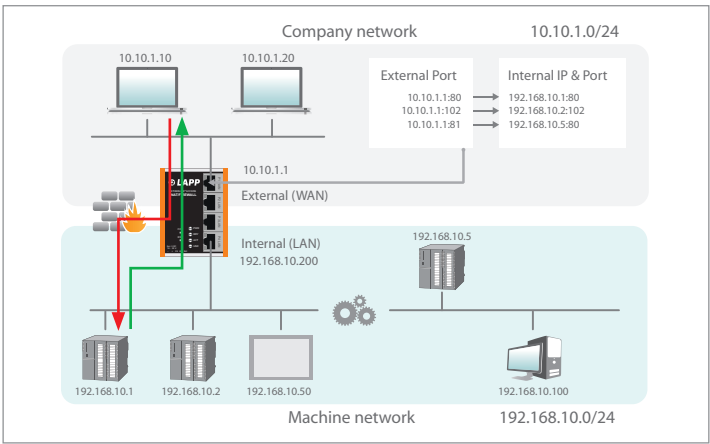 Company network 10.10.1.0/24
10.10.1.10 10.10.1.20
External Port Internal IP & Port
10.10.1.1:80 192.168.10.1:80
10.10.1.1:102 192.168.10.2:102
10.10.1.1:81 192.168.10.5:80
10.10.1.1
LAPP
External (WAN)
Internal (LAN)
192.168.10.200
192.168.10.5
192.168.10.1 192.168.10.2 192.168.10.50 192.168.10.100
Machine network 192.168.10.0/24